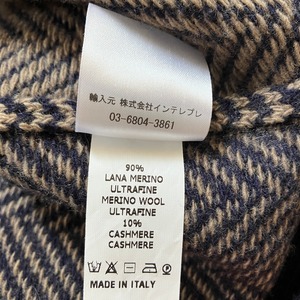 輸入元 株式会社インテレプレ
03-6804-3861
90%
LANA MERINO
ULTRAFINE
MERINO WOOL
ULTRAFINE
10%
CASHMERE
CASHMERE
MADE IN ITALY